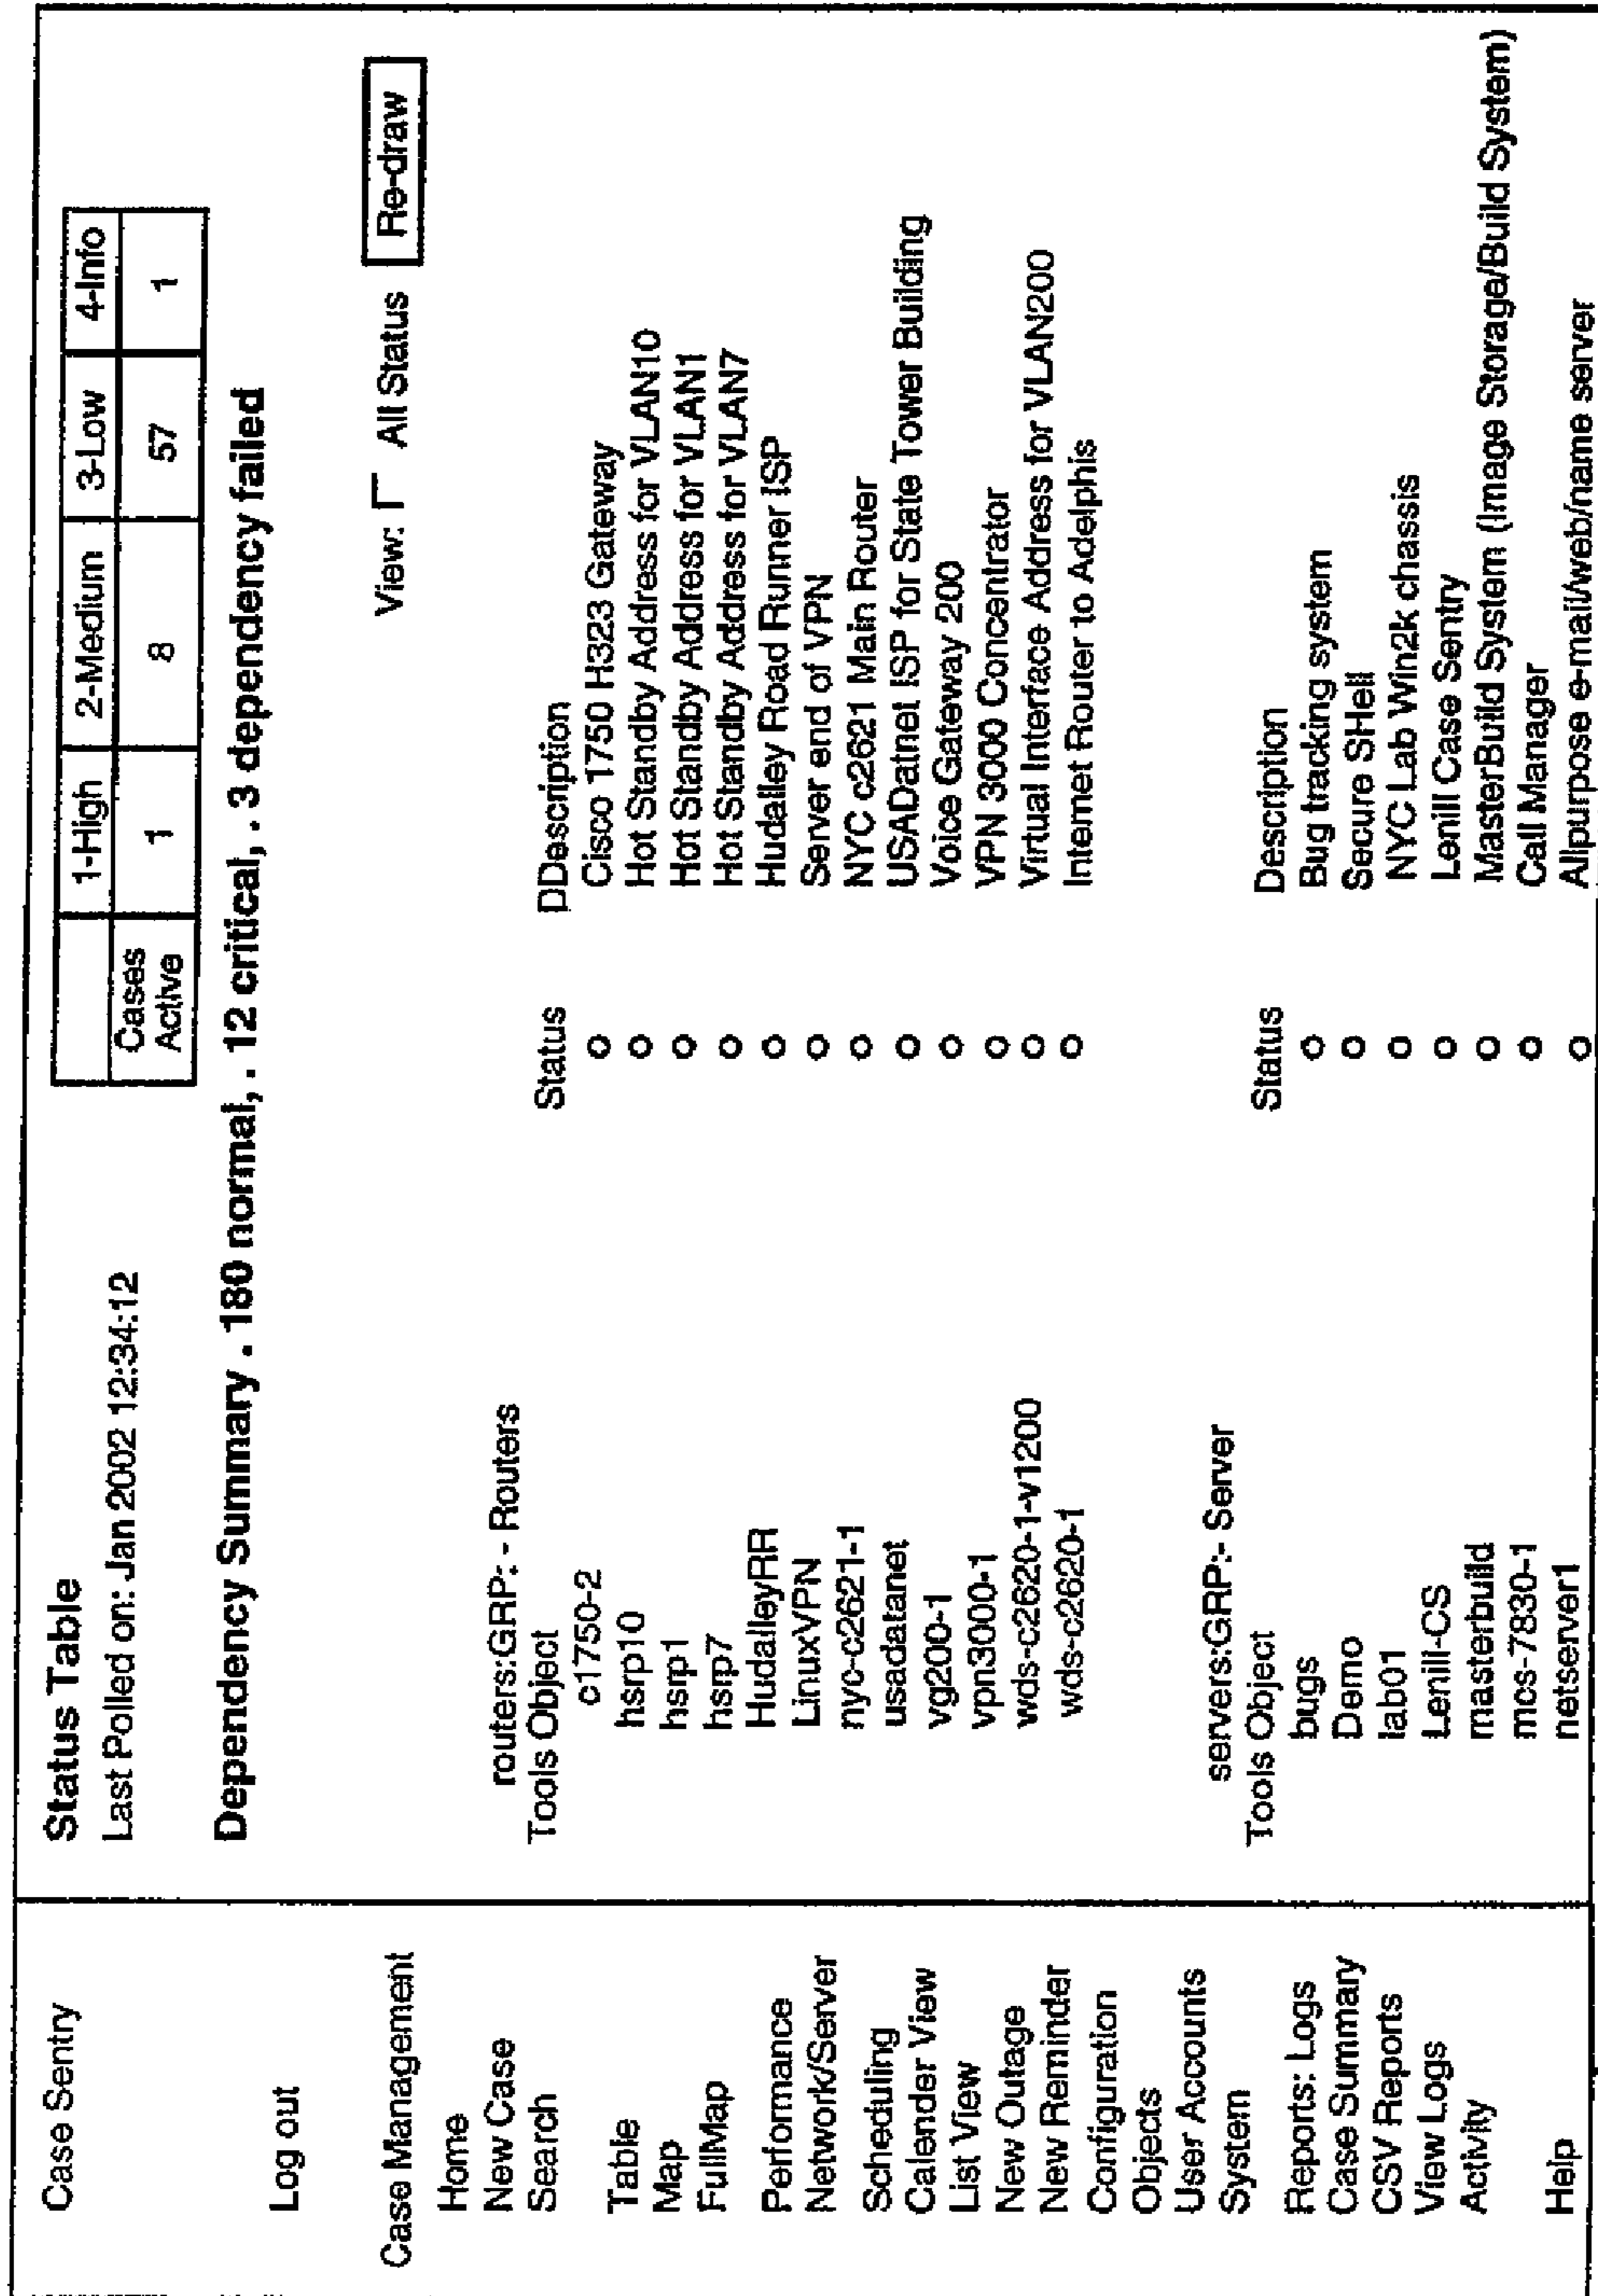 Case Sentry
Log out
Case Management
Home
New Case
Search
Table
Map
FullMap
Performance
Network/Server
Scheduling
Calender View
List View
New Outage
New Reminder
Configuration
Objects
User Accounts
System
Reports: Logs
Case Summary
CSV Reports
View Logs
Activity
Help
Status Table
Last Polled on: Jan 2002 12:34:12
1-High 2-Medium 3-Low 4-Info
Cases Active 1 8 57 1
Dependency Summary . 180 normal, . 12 critical, . 3 dependency failed
View: All Status Re-draw
routers:GRP: - Routers
Tools Object Status DDescription
c1750-2 Cisco 1750 H323 Gateway
hsrp10 Hot Standby Address for VLAN10
hsrp1 Hot Standby Address for VLAN1
hsrp7 Hot Standby Address for VLAN7
HudalleyRR Hudalley Road Runner ISP
LinuxVPN Server end of VPN
nyc-c2621-1 NYC c2621 Main Router
usadatanet USADatnet ISP for State Tower Building
vg200-1 Voice Gateway 200
vpn3000-1 VPN 3000 Concentrator
wds-c2620-1-v1200 Virtual Interface Address for VLAN200
wds-c2620-1 Internet Router to Adelphis
servers:GRP:- Server
Tools Object Status Description
bugs Bug tracking system
Demo Secure SHell
lab01 NYC Lab Win2k chassis
Lenill-CS Lenill Case Sentry
masterbuild MasterBuild System (Image Storage/Build System)
mcs-7830-1 Call Manager
netserver1 Allpurpose e-mail/web/name server